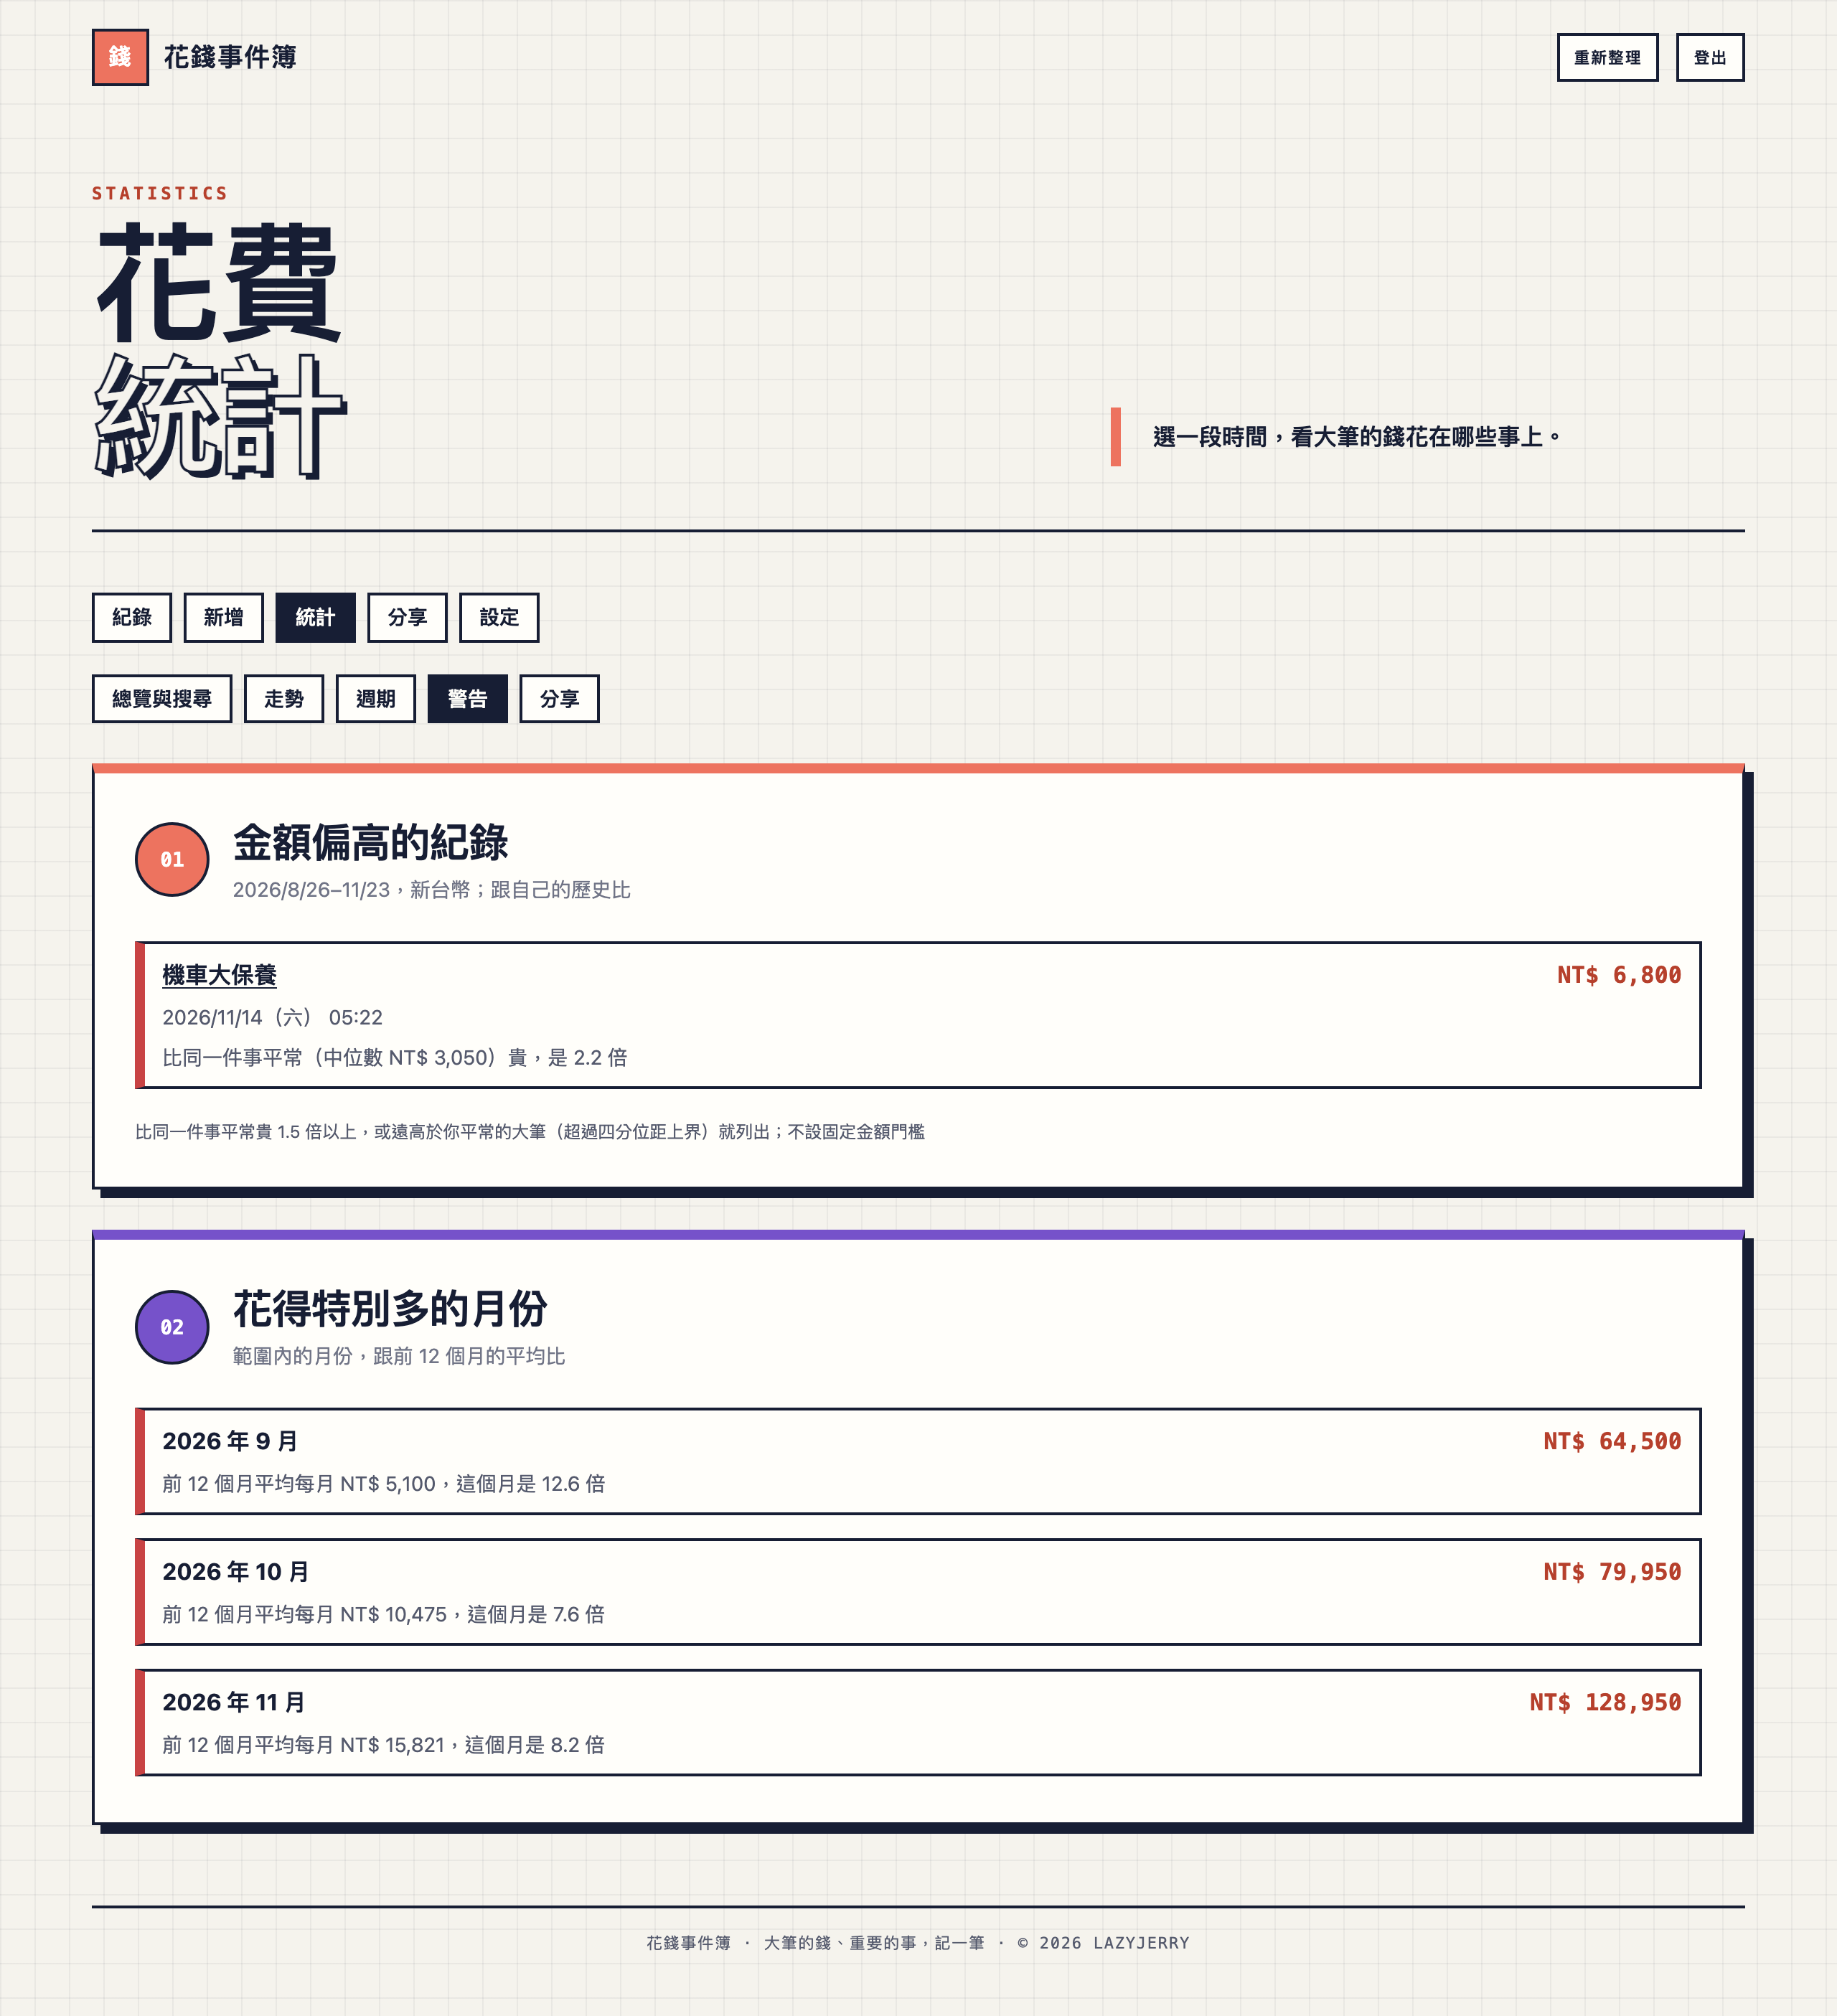 錢 花錢事件簿 重新整理 登出
STATISTICS
花費
統計
選一段時間，看大筆的錢花在哪些事上。
紀錄 新增 統計 分享 設定
總覽與搜尋 走勢 週期 警告 分享
01 金額偏高的紀錄
2026/8/26–11/23，新台幣；跟自己的歷史比
機車大保養 NT$ 6,800
2026/11/14（六） 05:22
比同一件事平常（中位數 NT$ 3,050）貴，是 2.2 倍
比同一件事平常貴 1.5 倍以上，或遠高於你平常的大筆（超過四分位距上界）就列出；不設固定金額門檻
02 花得特別多的月份
範圍內的月份，跟前 12 個月的平均比
2026 年 9 月 NT$ 64,500
前 12 個月平均每月 NT$ 5,100，這個月是 12.6 倍
2026 年 10 月 NT$ 79,950
前 12 個月平均每月 NT$ 10,475，這個月是 7.6 倍
2026 年 11 月 NT$ 128,950
前 12 個月平均每月 NT$ 15,821，這個月是 8.2 倍
花錢事件簿 · 大筆的錢、重要的事，記一筆 · © 2026 LAZYJERRY